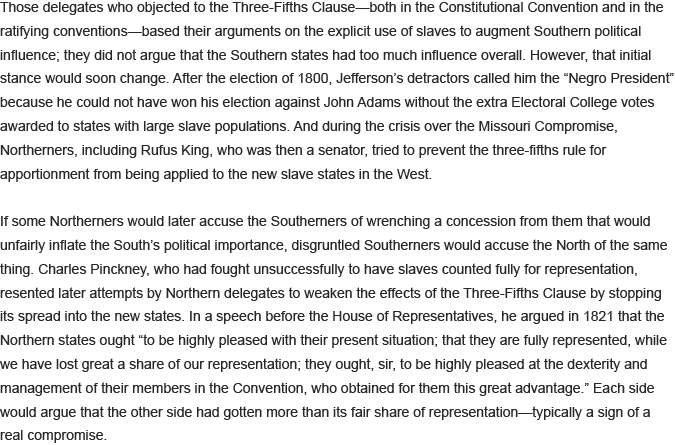 Those delegates who objected to the Three-Fifths Clause—both in the Constitutional Convention and in the
ratifying conventions—based their arguments on the explicit use of slaves to augment Southern political
influence; they did not argue that the Southern states had too much influence overall. However, that initial
stance would soon change. After the election of 1800, Jefferson’s detractors called him the “Negro President”
because he could not have won his election against John Adams without the extra Electoral College votes
awarded to states with large slave populations. And during the crisis over the Missouri Compromise,
Northerners, including Rufus King, who was then a senator, tried to prevent the three-fifths rule for
apportionment from being applied to the new slave states in the West.

If some Northerners would later accuse the Southerners of wrenching a concession from them that would
unfairly inflate the South’s political importance, disgruntled Southerners would accuse the North of the same
thing. Charles Pinckney, who had fought unsuccessfully to have slaves counted fully for representation,
resented later attempts by Northern delegates to weaken the effects of the Three-Fifths Clause by stopping
its spread into the new states. In a speech before the House of Representatives, he argued in 1821 that the
Northern states ought “to be highly pleased with their present situation; that they are fully represented, while
we have lost great a share of our representation; they ought, sir, to be highly pleased at the dexterity and
management of their members in the Convention, who obtained for them this great advantage.” Each side
would argue that the other side had gotten more than its fair share of representation—typically a sign of a
real compromise.